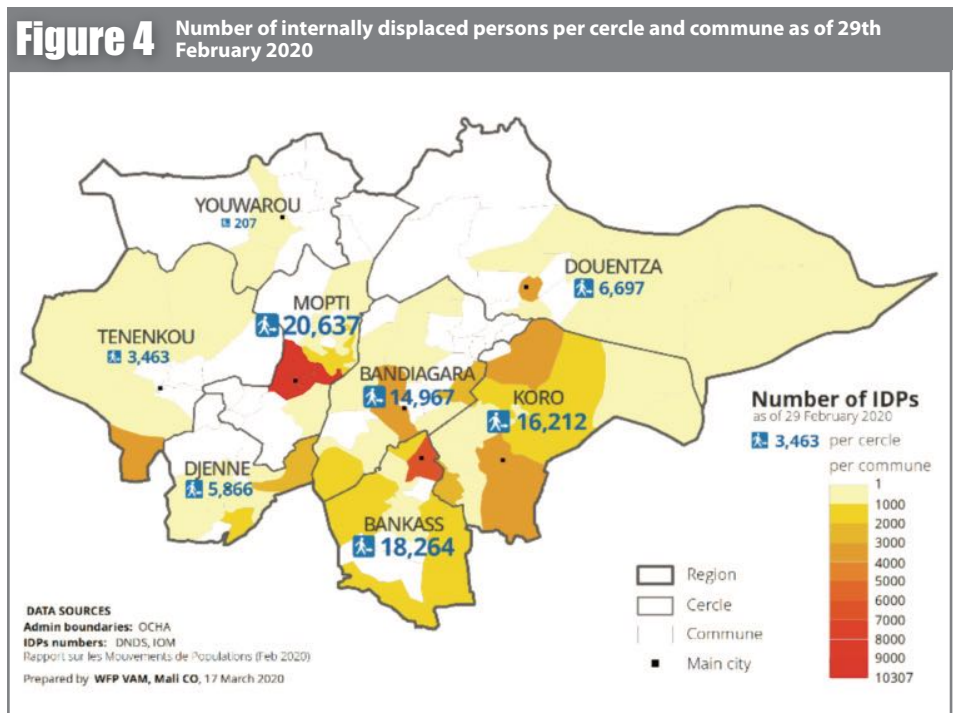 Figure 4
Number of internally displaced persons per cercle and commune as of 29th
February 2020
YOUWAROU
207
DOUENTZA
6,697
MOPTI
20,637
TENENKOU
3,463
BANDIAGARA
14,967
KORO
16,212
DJENNE
5,866
BANKASS
18,264
Number of IDPs
as of 29 February 2020
3,463 per cercle
per commune
1
1000
2000
3000
4000
5000
6000
7000
8000
9000
10307
Region
Cercle
Commune
Main city
DATA SOURCES
Admin boundaries: OCHA
IDPs numbers: DNDS, IOM
Rapport sur les Mouvements de Populations (Feb 2020)
Prepared by WFP VAM, Mali CO, 17 March 2020